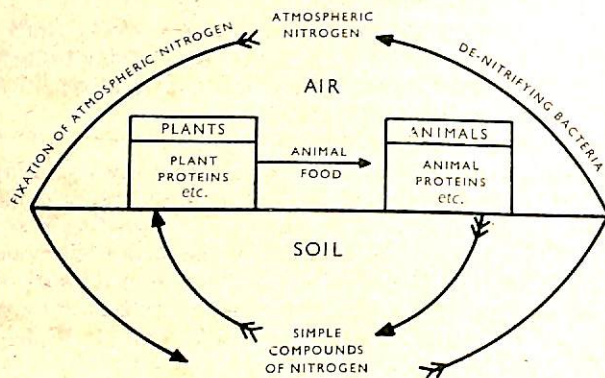 ATMOSPHERIC
NITROGEN
FIXATION OF ATMOSPHERIC NITROGEN
DE-NITRIFYING BACTERIA
AIR
PLANTS
PLANT
PROTEINS
etc.
ANIMAL
FOOD
ANIMALS
ANIMAL
PROTEINS
etc.
SOIL
SIMPLE
COMPOUNDS
OF NITROGEN